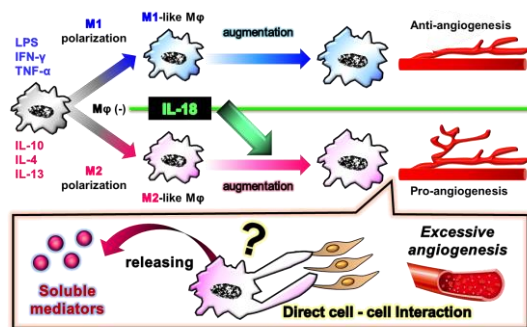 M1
polarization
M1-like Mφ
augmentation
Anti-angiogenesis
LPS
IFN-γ
TNF-α
Mφ (-)
IL-18
IL-10
IL-4
IL-13
M2
polarization
M2-like Mφ
augmentation
Pro-angiogenesis
?
releasing
Soluble
mediators
Direct cell - cell Interaction
Excessive
angiogenesis